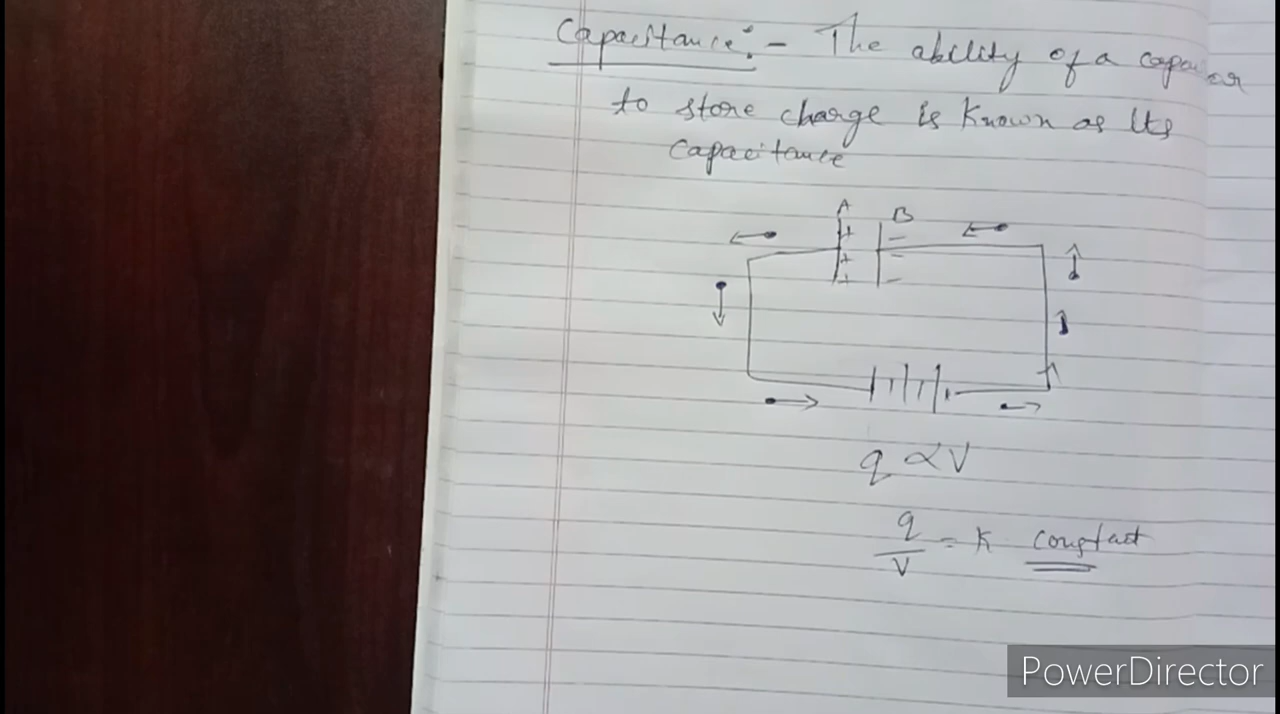 Capacitance:- The ability of a capacitor
to store charge is known as its
capacitance
A B
+ -
+ -
+ -
q ∝ V
q/V = K constant
PowerDirector